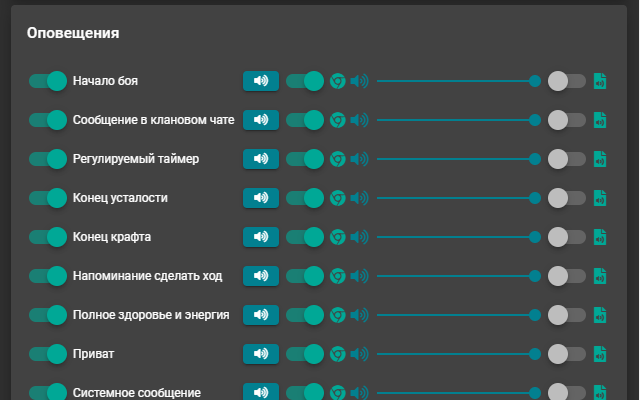 Оповещения
Начало боя
Сообщение в клановом чате
Регулируемый таймер
Конец усталости
Конец крафта
Напоминание сделать ход
Полное здоровье и энергия
Приват
Системное сообщение